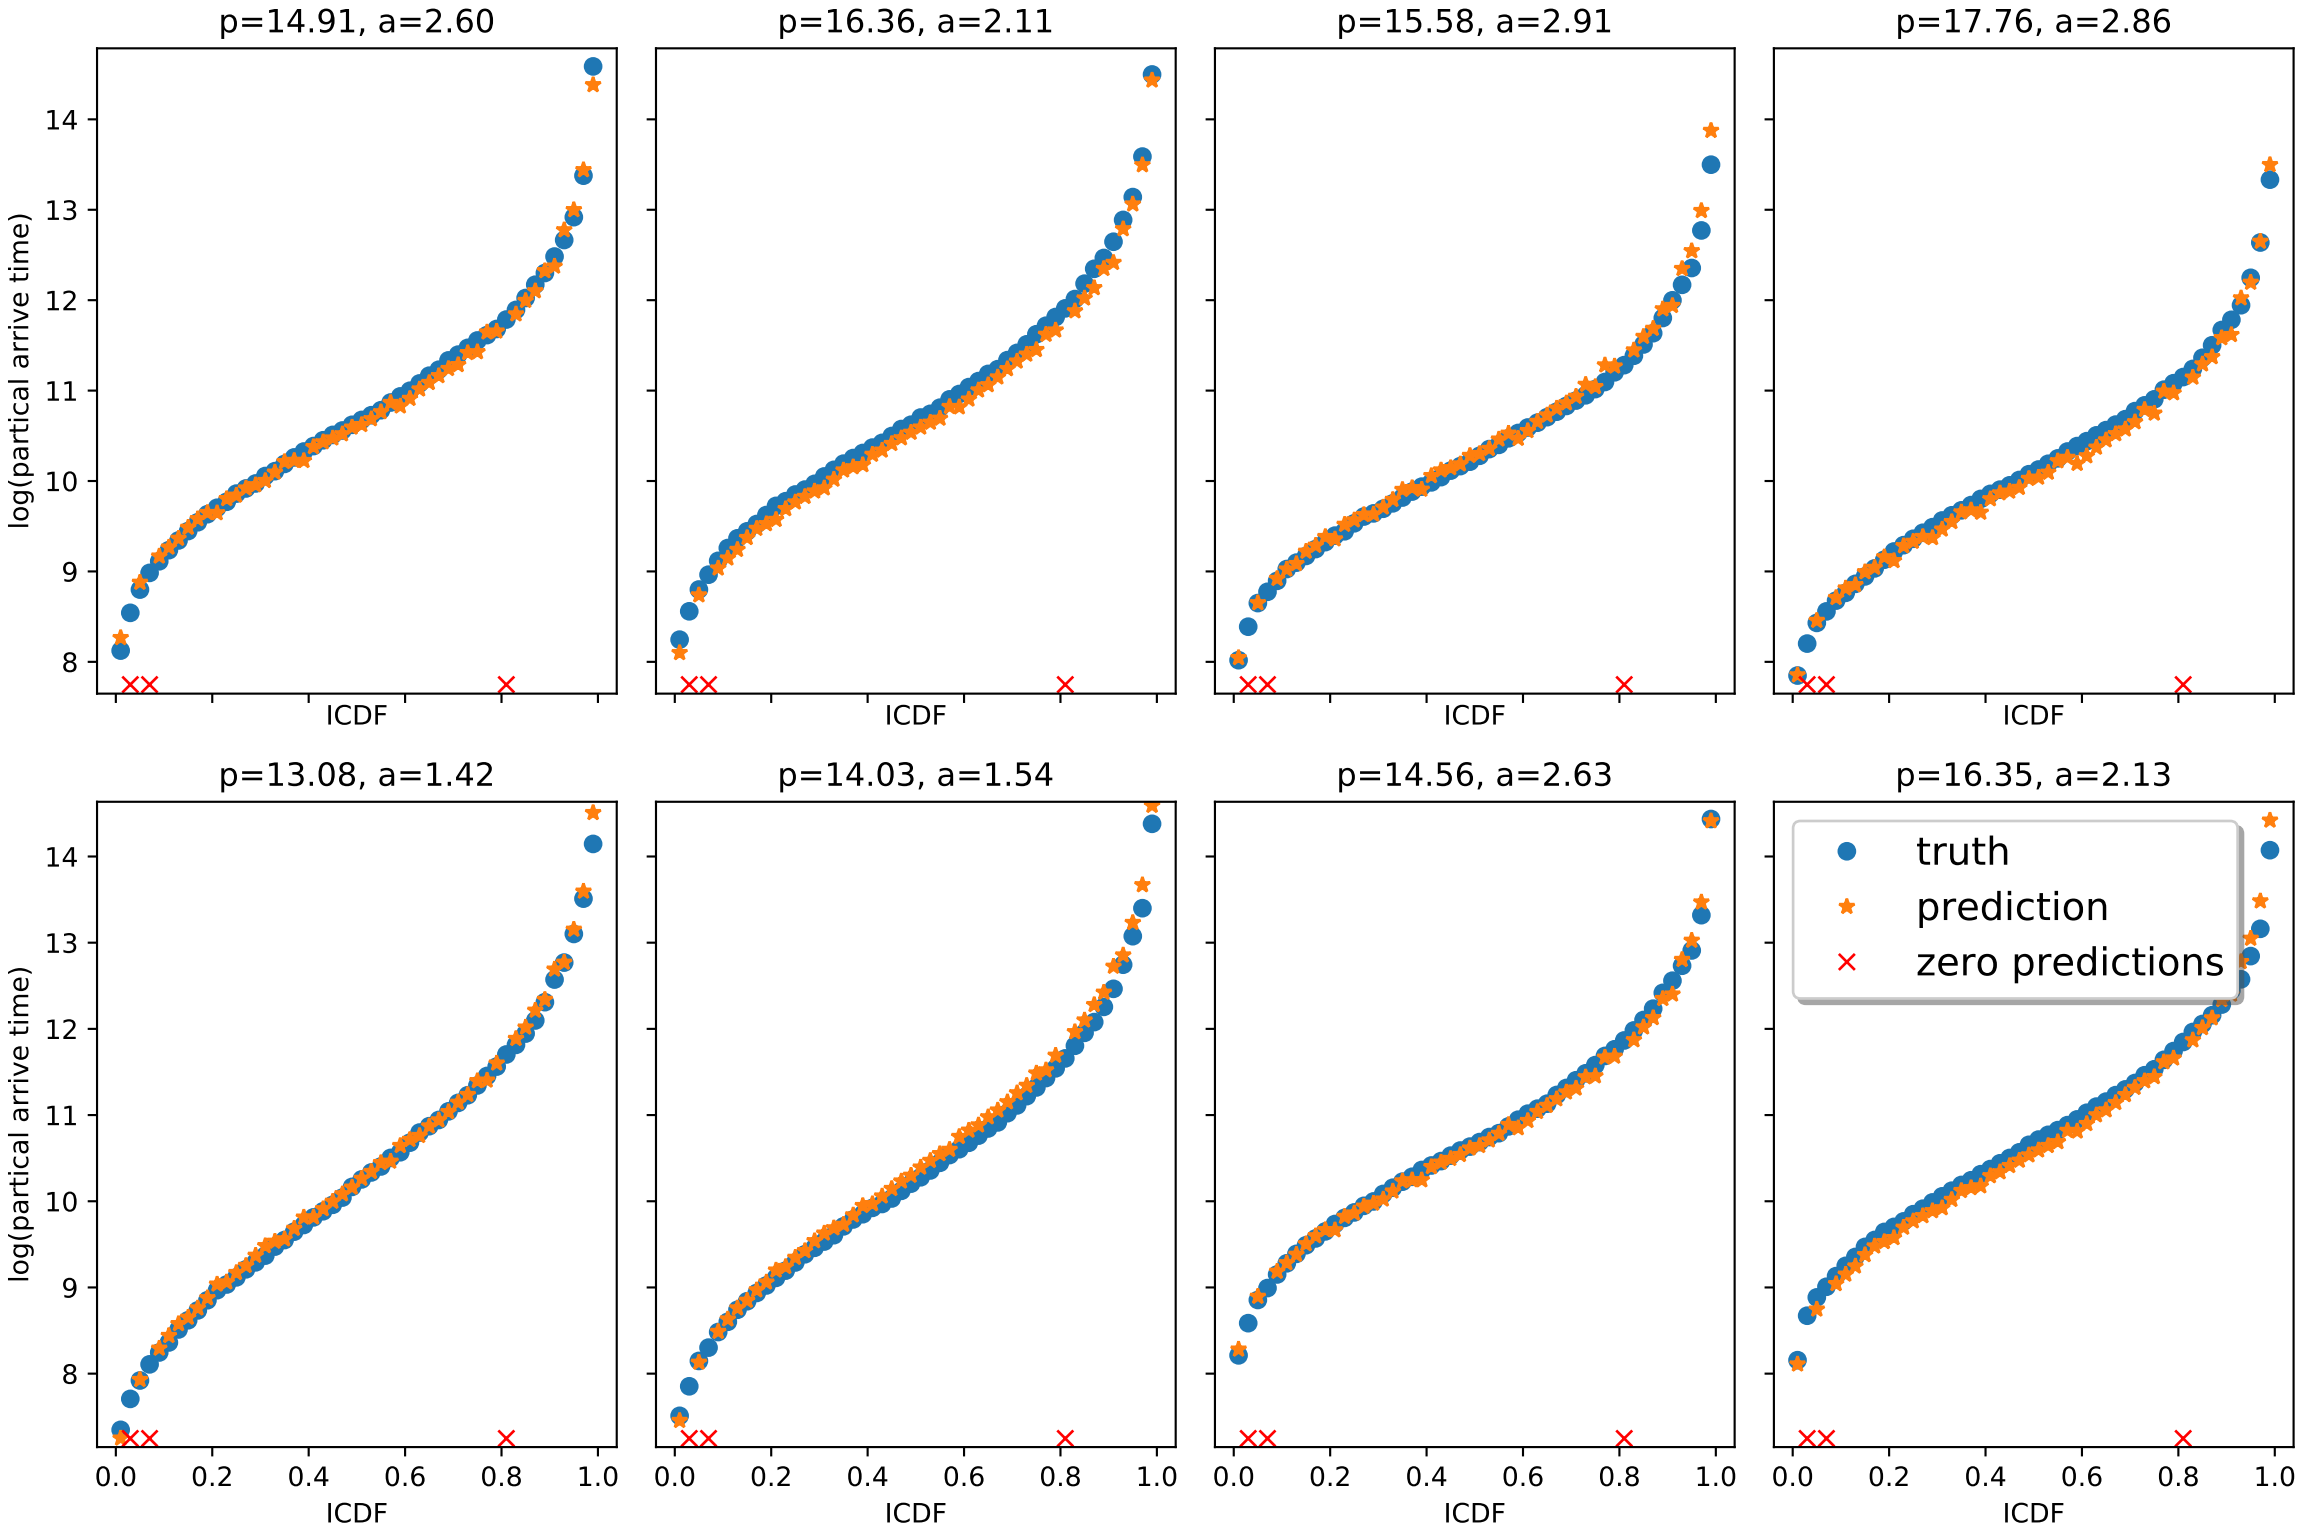 p=14.91, a=2.60
p=16.36, a=2.11
p=15.58, a=2.91
p=17.76, a=2.86
log(partical arrive time)
14
13
12
11
10
9
8
ICDF
ICDF
ICDF
ICDF
p=13.08, a=1.42
p=14.03, a=1.54
p=14.56, a=2.63
p=16.35, a=2.13
log(partical arrive time)
14
13
12
11
10
9
8
truth
prediction
zero predictions
0.0 0.2 0.4 0.6 0.8 1.0
0.0 0.2 0.4 0.6 0.8 1.0
0.0 0.2 0.4 0.6 0.8 1.0
0.0 0.2 0.4 0.6 0.8 1.0
ICDF
ICDF
ICDF
ICDF